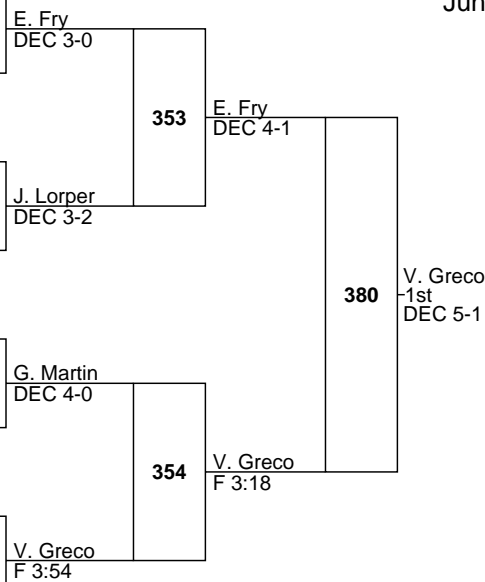 Jun
E. Fry
DEC 3-0
353
E. Fry
DEC 4-1
J. Lorper
DEC 3-2
380
V. Greco
1st
DEC 5-1
G. Martin
DEC 4-0
354
V. Greco
F 3:18
V. Greco
F 3:54